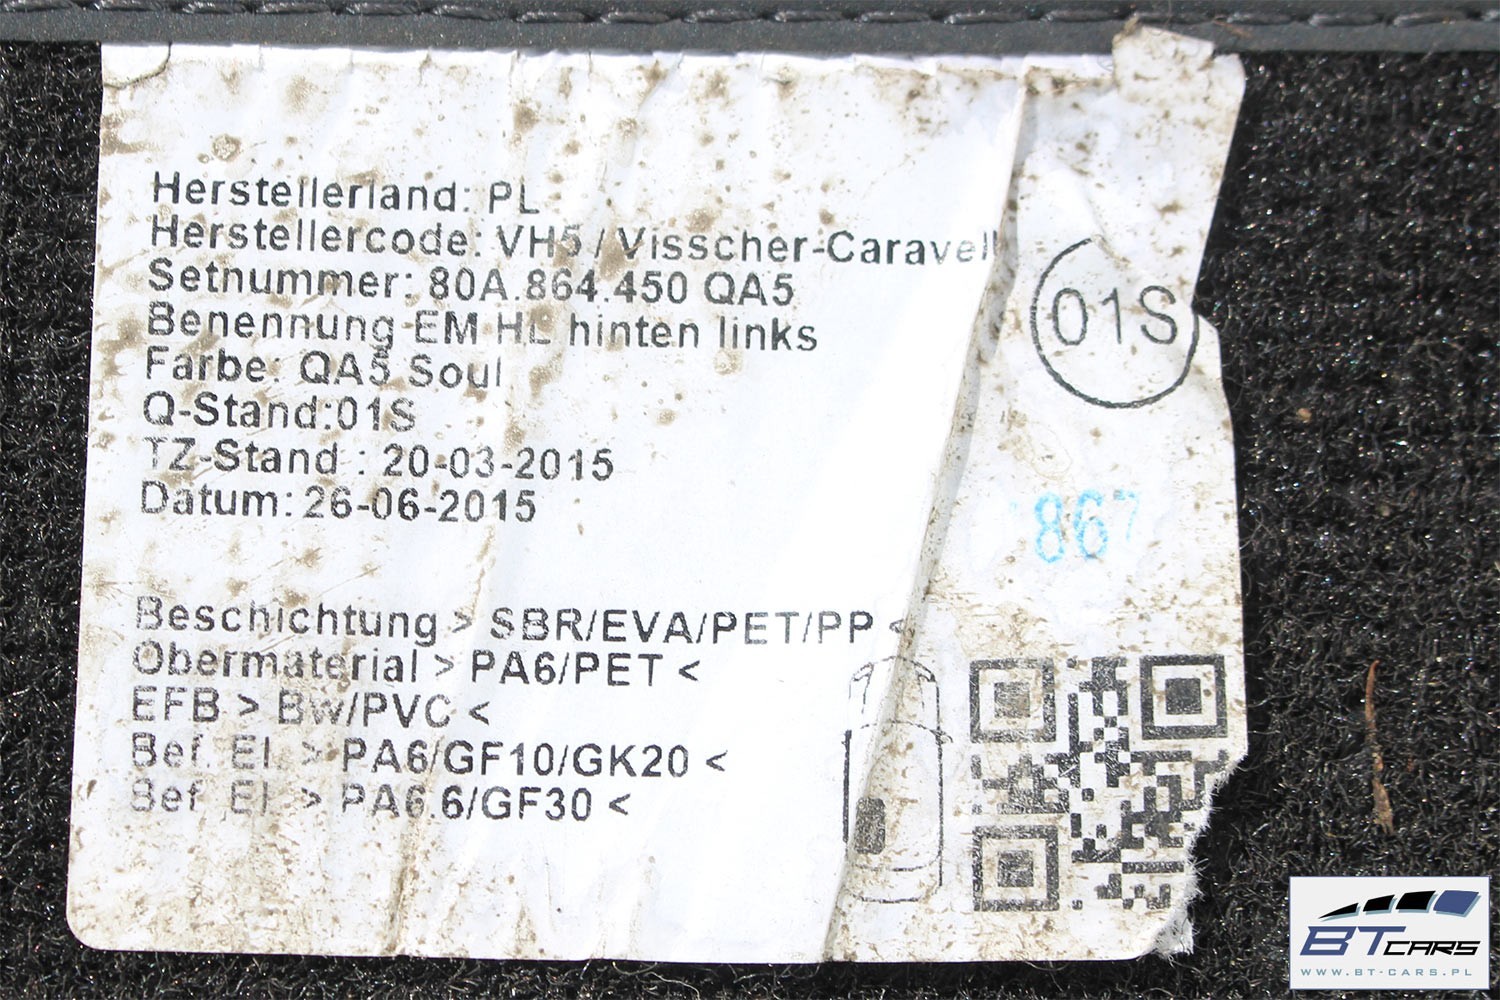 Herstellerland: PL
Herstellercode: VH5 / Visscher-Caravell
Setnummer: 80A.864.450 QA5
Benennung EM HL hinten links
Farbe: QA5 Soul
Q-Stand:01S
TZ-Stand : 20-03-2015
Datum: 26-06-2015
01S
867
Beschichtung > SBR/EVA/PET/PP <
Obermaterial > PA6/PET <
EFB > Bw/PVC <
Bef. El. > PA6/GF10/GK20 <
Bef. El. > PA6.6/GF30 <
BT CARS
WWW.BT-CARS.PL